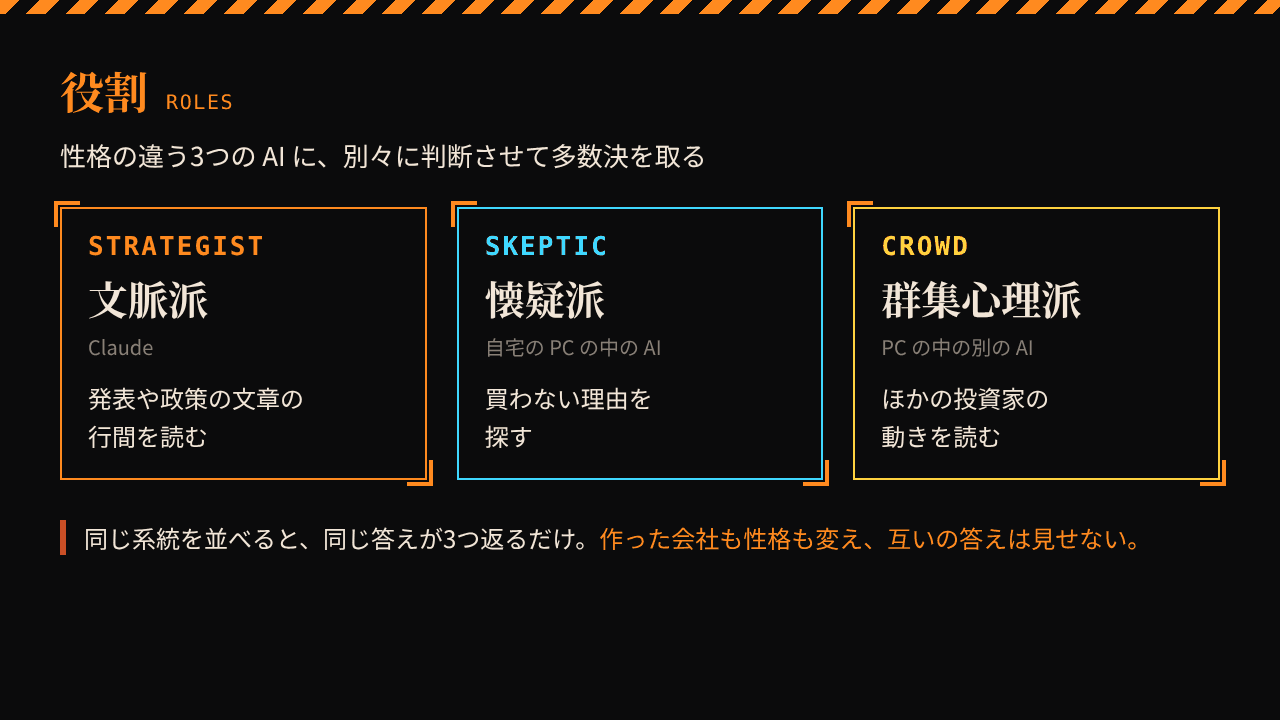 役割 ROLES
性格の違う3つの AI に、別々に判断させて多数決を取る
STRATEGIST
文脈派
Claude
発表や政策の文章の
行間を読む
SKEPTIC
懐疑派
自宅の PC の中の AI
買わない理由を
探す
CROWD
群集心理派
PC の中の別の AI
ほかの投資家の
動きを読む
同じ系統を並べると、同じ答えが3つ返るだけ。作った会社も性格も変え、互いの答えは見せない。